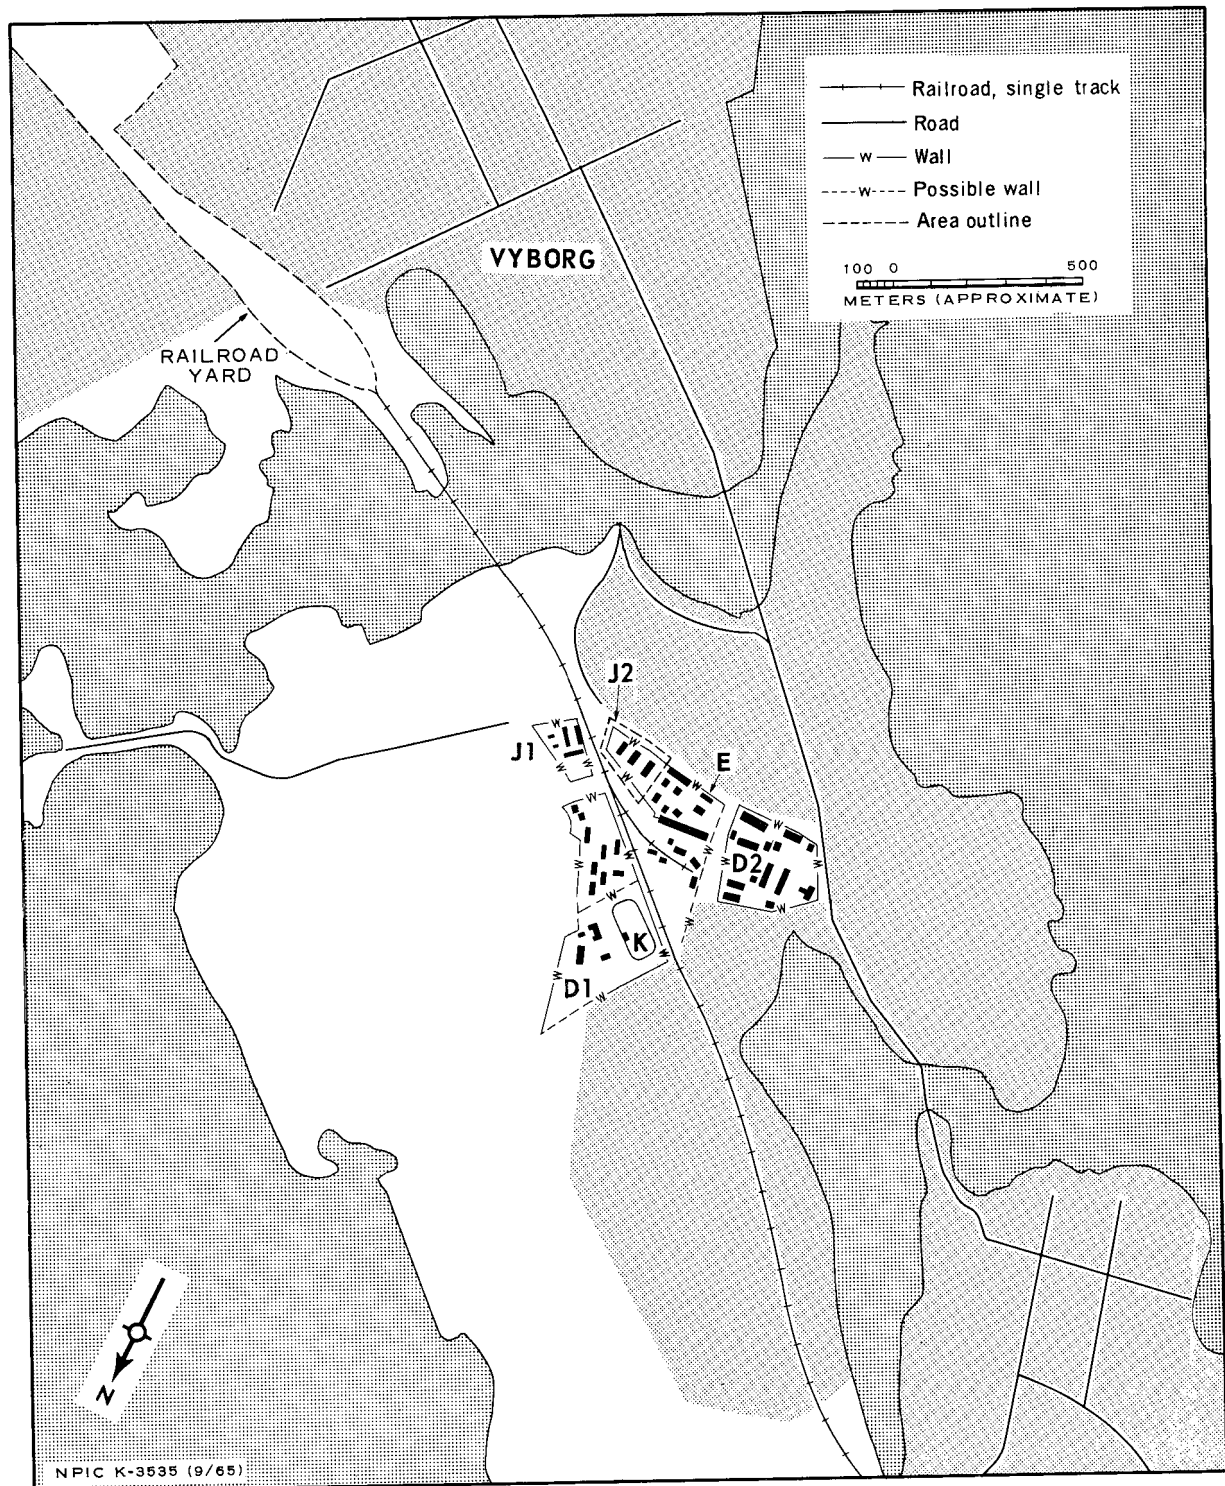 Railroad, single track
Road
W Wall
W Possible wall
Area outline
100 0 500
METERS (APPROXIMATE)
VYBORG
RAILROAD
YARD
J2
W
J1
W
W
W
W
W
W
E
W
W
W
W
D2
W
W
W
W
W
W
K
W
W
D1
W
W
N
NPIC K-3535 (9/65)